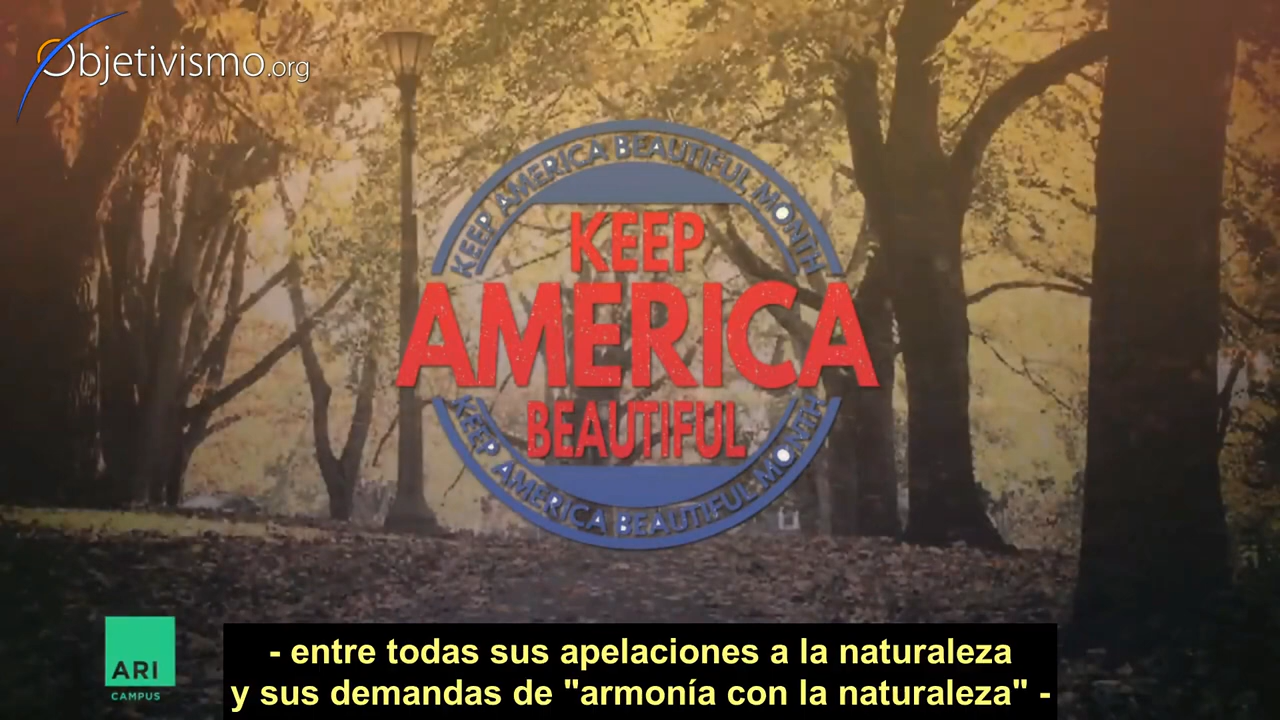 Objetivismo.org
KEEP AMERICA BEAUTIFUL MONTH
KEEP
AMERICA
BEAUTIFUL
KEEP AMERICA BEAUTIFUL MONTH
ARI
CAMPUS
- entre todas sus apelaciones a la naturaleza
y sus demandas de "armonía con la naturaleza" -